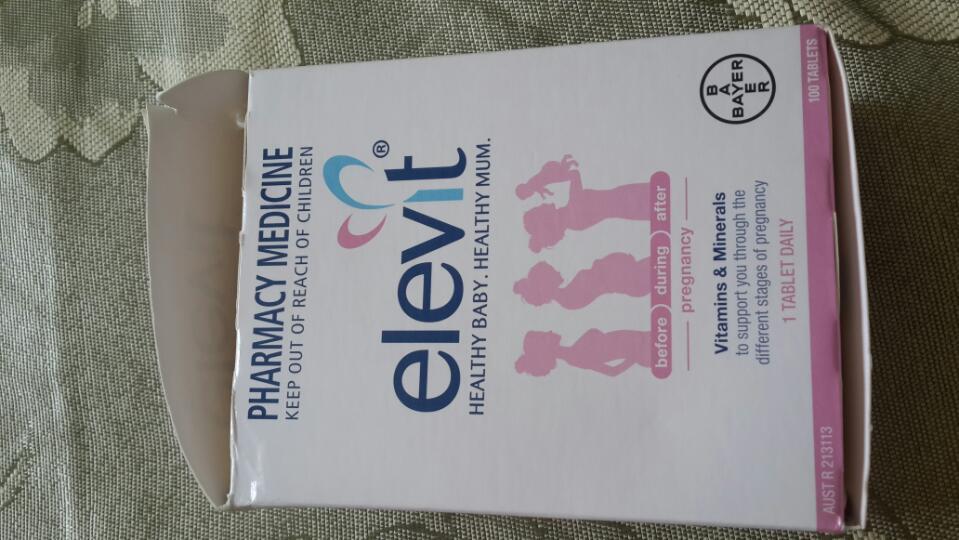 PHARMACY MEDICINE
KEEP OUT OF REACH OF CHILDREN
elevit®
HEALTHY BABY. HEALTHY MUM.
before during after
pregnancy
Vitamins & Minerals
to support you through the
different stages of pregnancy
1 TABLET DAILY
BAYER
BAYER
AUST R 213113
100 TABLETS